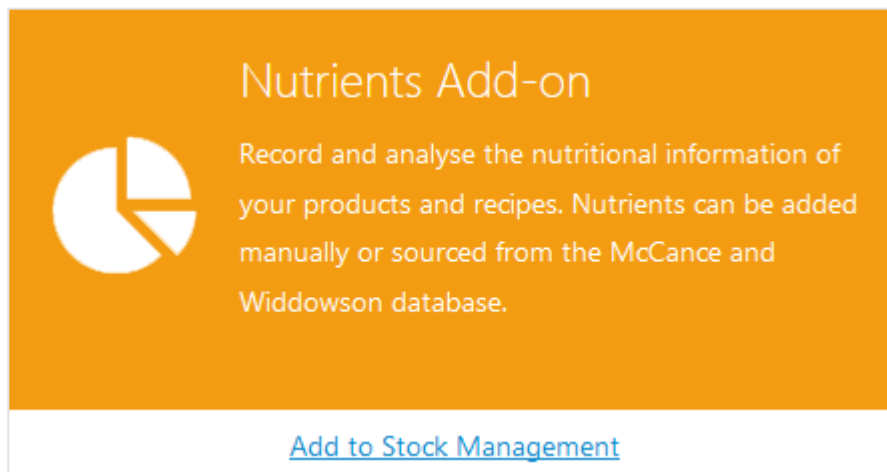 Nutrients Add-on
Record and analyse the nutritional information of
your products and recipes. Nutrients can be added
manually or sourced from the McCance and
Widdowson database.
Add to Stock Management